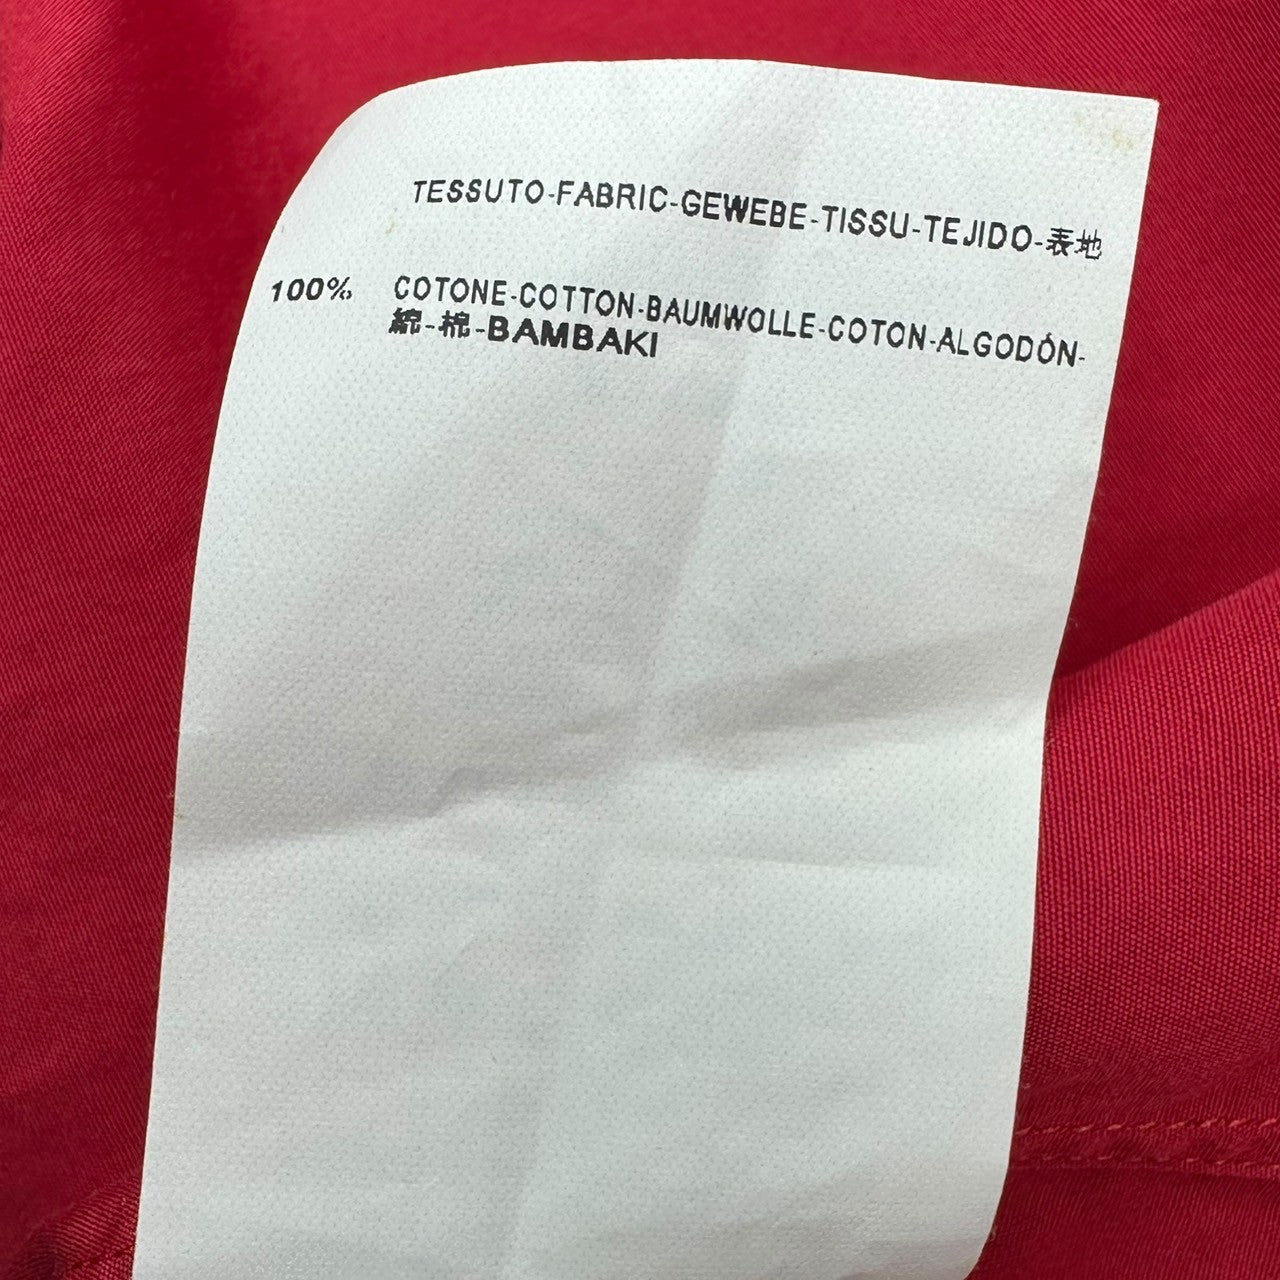 TESSUTO-FABRIC-GEWEBE-TISSU-TEJIDO-表地
100% COTONE-COTTON-BAUMWOLLE-COTON-ALGODÓN-
綿-棉-BAMBAKI